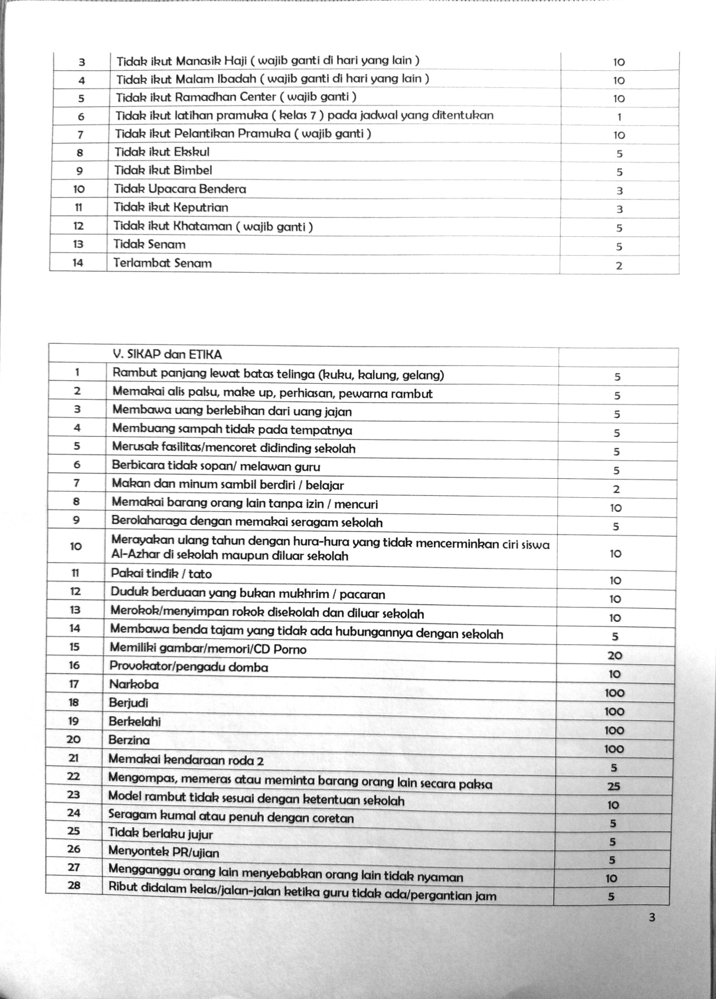 3 Tidak ikut Manasik Haji ( wajib ganti di hari yang lain ) 10
4 Tidak ikut Malam Ibadah ( wajib ganti di hari yang lain ) 10
5 Tidak ikut Ramadhan Center ( wajib ganti ) 10
6 Tidak ikut latihan pramuka ( kelas 7 ) pada jadwal yang ditentukan 1
7 Tidak ikut Pelantikan Pramuka ( wajib ganti ) 10
8 Tidak ikut Ekskul 5
9 Tidak ikut Bimbel 5
10 Tidak Upacara Bendera 3
11 Tidak ikut Keputrian 3
12 Tidak ikut Khataman ( wajib ganti ) 5
13 Tidak Senam 5
14 Terlambat Senam 2
V. SIKAP dan ETIKA
1 Rambut panjang lewat batas telinga (kuku, kalung, gelang) 5
2 Memakai alis palsu, make up, perhiasan, pewarna rambut 5
3 Membawa uang berlebihan dari uang jajan 5
4 Membuang sampah tidak pada tempatnya 5
5 Merusak fasilitas/mencoret didinding sekolah 5
6 Berbicara tidak sopan/ melawan guru 5
7 Makan dan minum sambil berdiri / belajar 2
8 Memakai barang orang lain tanpa izin / mencuri 10
9 Berolaharaga dengan memakai seragam sekolah 5
10 Merayakan ulang tahun dengan hura-hura yang tidak mencerminkan ciri siswa
Al-Azhar di sekolah maupun diluar sekolah 10
11 Pakai tindik / tato 10
12 Duduk berduaan yang bukan mukhrim / pacaran 10
13 Merokok/menyimpan rokok disekolah dan diluar sekolah 10
14 Membawa benda tajam yang tidak ada hubungannya dengan sekolah 5
15 Memiliki gambar/memori/CD Porno 20
16 Provokator/pengadu domba 10
17 Narkoba 100
18 Berjudi 100
19 Berkelahi 100
20 Berzina 100
21 Memakai kendaraan roda 2 5
22 Mengompas, memeras atau meminta barang orang lain secara paksa 25
23 Model rambut tidak sesuai dengan ketentuan sekolah 10
24 Seragam kumal atau penuh dengan coretan 5
25 Tidak berlaku jujur 5
26 Menyontek PR/ujian 5
27 Mengganggu orang lain menyebabkan orang lain tidak nyaman 10
28 Ribut didalam kelas/jalan-jalan ketika guru tidak ada/pergantian jam 5
3